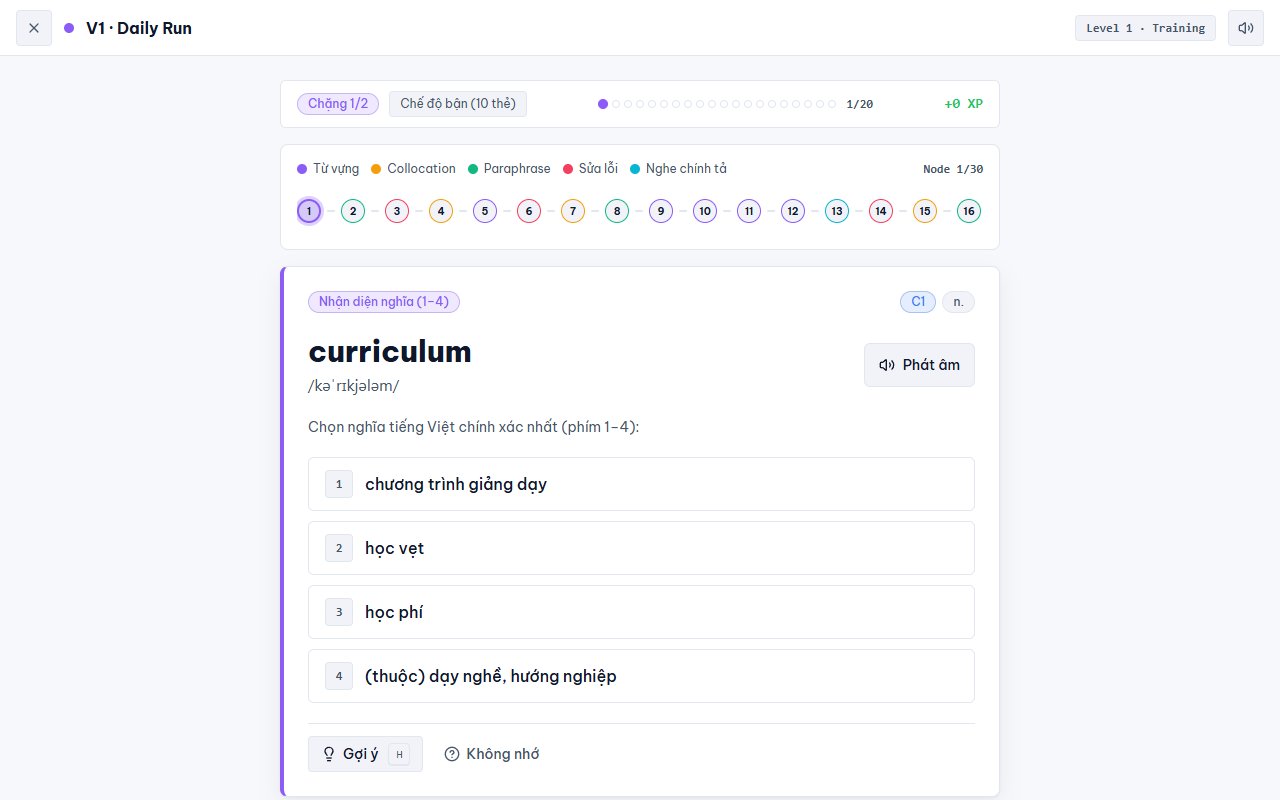 V1 · Daily Run
Level 1 · Training
Chặng 1/2
Chế độ bận (10 thẻ)
1/20
+0 XP
Từ vựng
Collocation
Paraphrase
Sửa lỗi
Nghe chính tả
Node 1/30
1 2 3 4 5 6 7 8 9 10 11 12 13 14 15 16
Nhận diện nghĩa (1–4)
C1
n.
curriculum
/kəˈrɪkjələm/
Phát âm
Chọn nghĩa tiếng Việt chính xác nhất (phím 1–4):
1 chương trình giảng dạy
2 học vẹt
3 học phí
4 (thuộc) dạy nghề, hướng nghiệp
Gợi ý H
Không nhớ